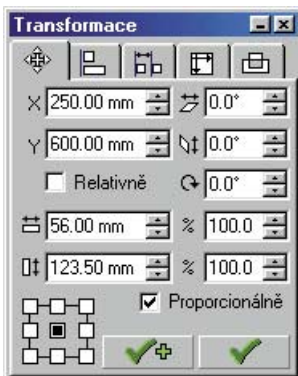 Transformace
X 250.00 mm 0.0°
Y 600.00 mm 0.0°
Relativně 0.0°
56.00 mm % 100.0
123.50 mm % 100.0
Proporcionálně